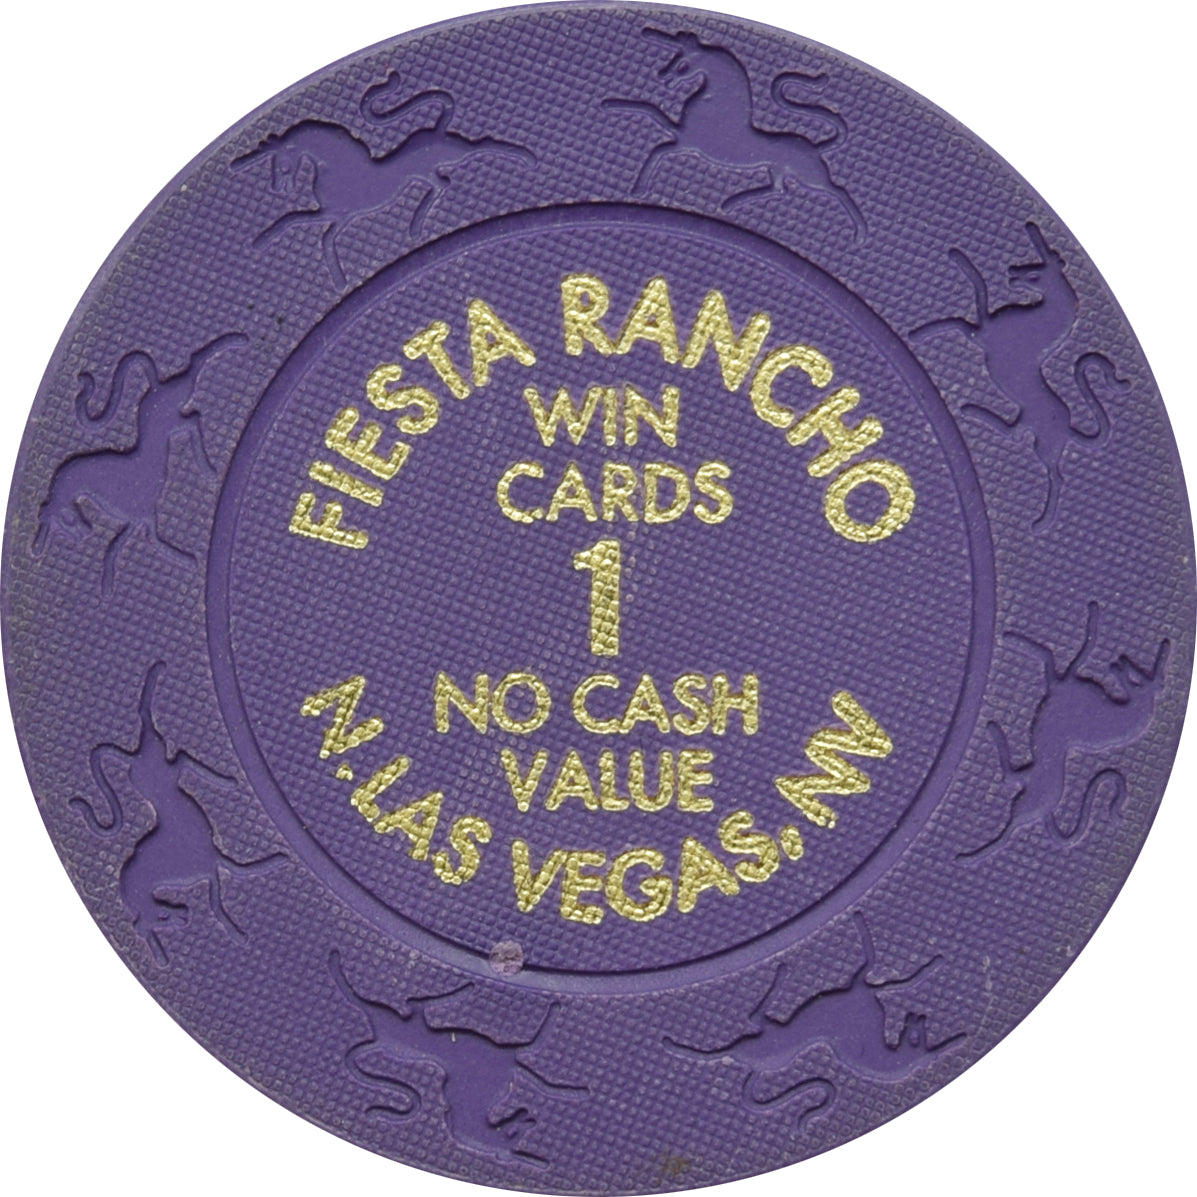 FIESTA RANCHO
WIN
CARDS
1
NO CASH
VALUE
N. LAS VEGAS, NV